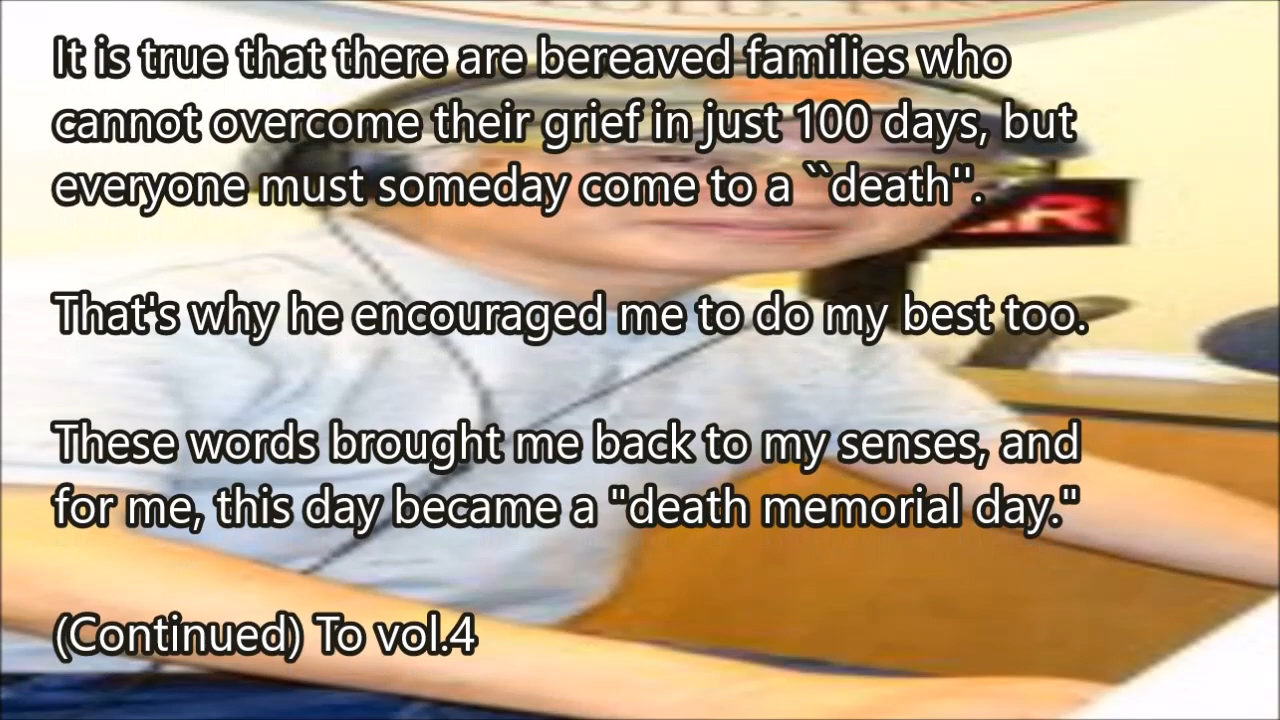 It is true that there are bereaved families who
cannot overcome their grief in just 100 days, but
everyone must someday come to a ``death''.
That's why he encouraged me to do my best too.
These words brought me back to my senses, and
for me, this day became a "death memorial day."
(Continued) To vol.4